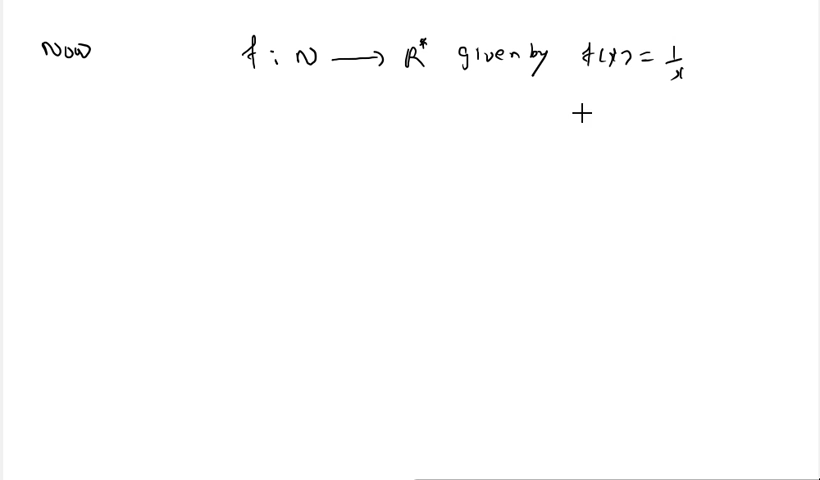 Now f : N → R* given by f(x) = 1/x